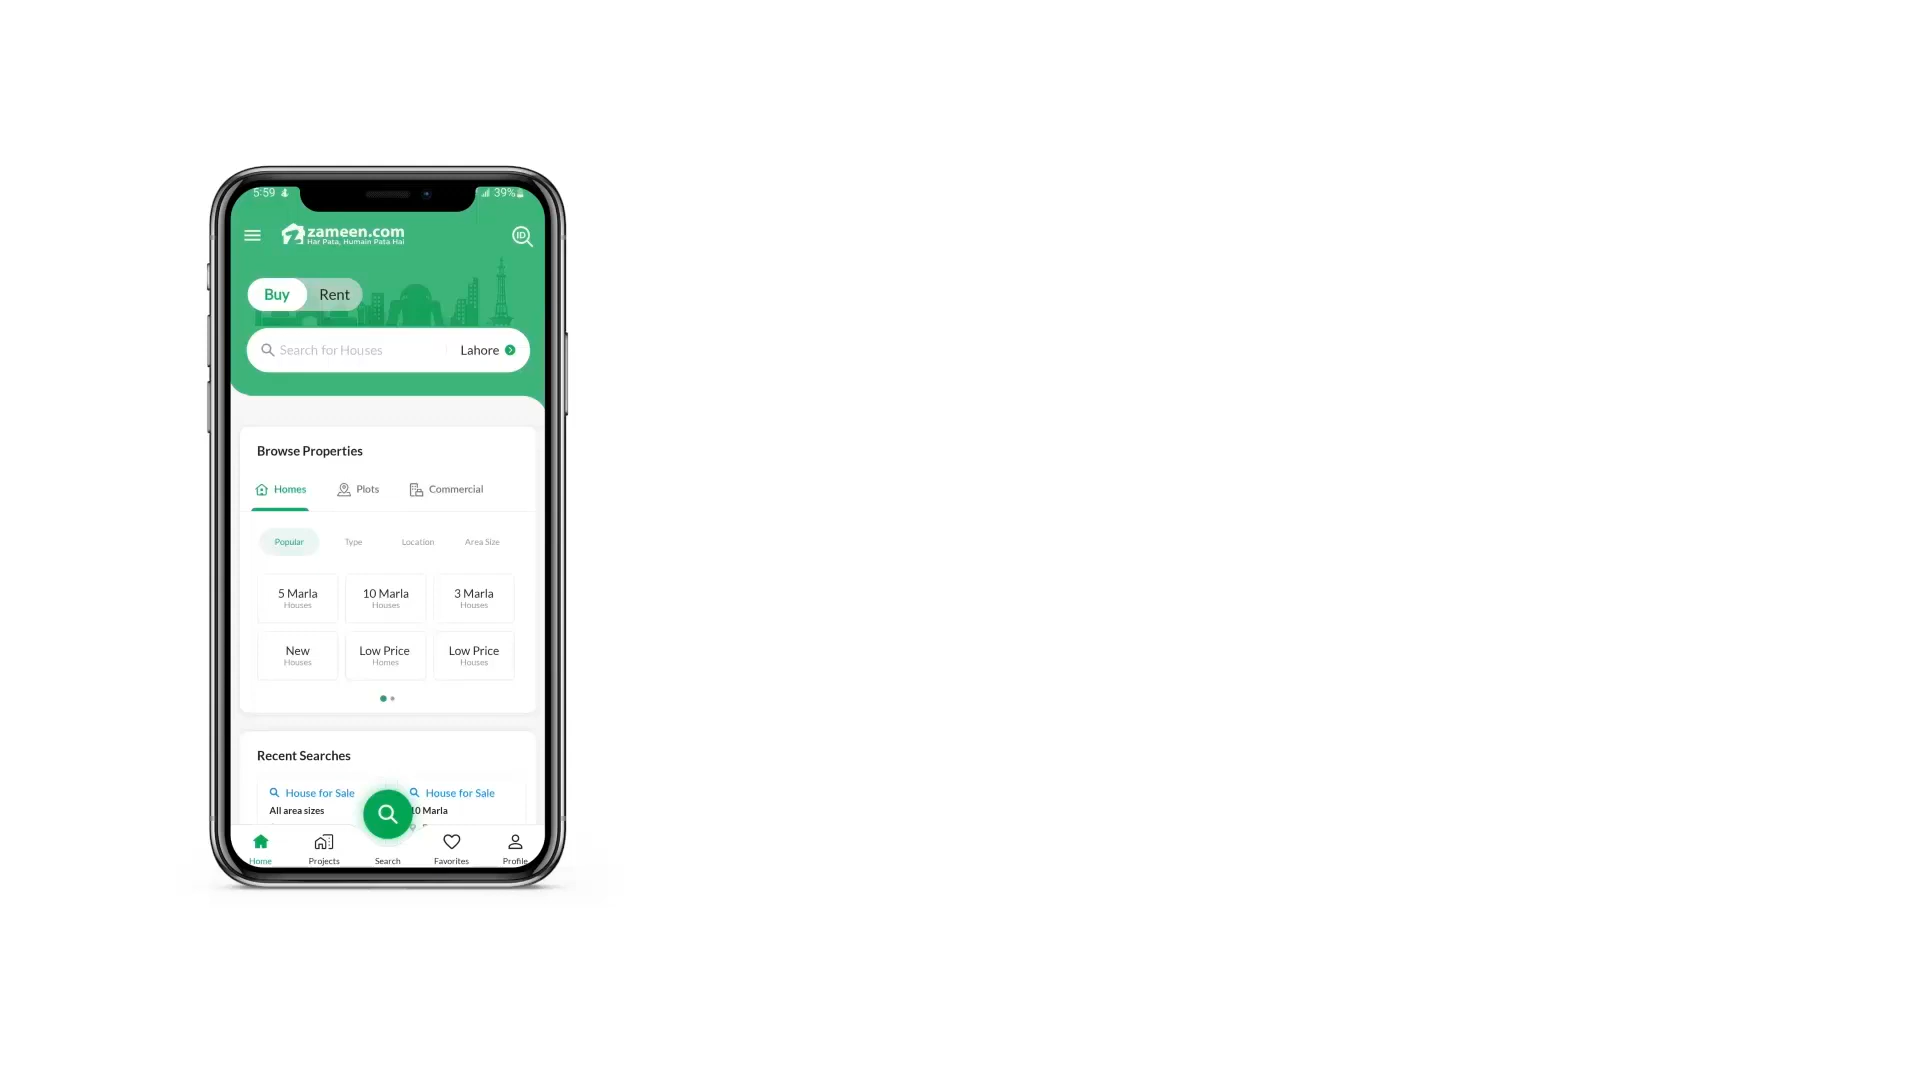 5:59 39%
zameen.com
Har Pata, Humain Pata Hai
ID
Buy Rent
Search for Houses Lahore
Browse Properties
Homes Plots Commercial
Popular Type Location Area Size
5 Marla 10 Marla 3 Marla
Houses Houses Houses
New Low Price Low Price
Houses Homes Houses
Recent Searches
House for Sale House for Sale
All area sizes 10 Marla
Home Projects Search Favorites Profile